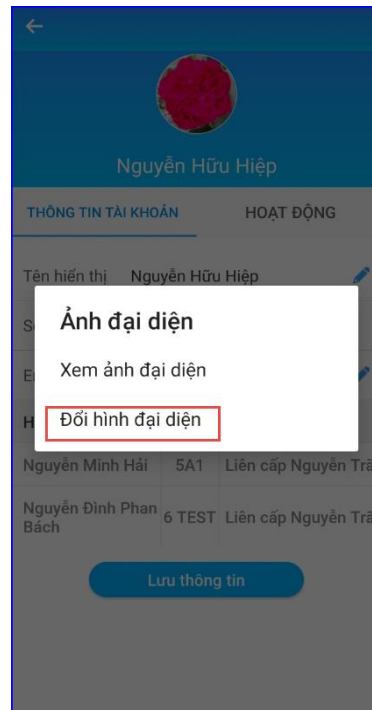 Nguyễn Hữu Hiệp
THÔNG TIN TÀI KHOẢN HOẠT ĐỘNG
Tên hiển thị Nguyễn Hữu Hiệp
Ảnh đại diện
Xem ảnh đại diện
Đổi hình đại diện
Nguyễn Minh Hải 5A1 Liên cấp Nguyễn Trã
Nguyễn Đình Phan 6 TEST Liên cấp Nguyễn Trã
Bách
Lưu thông tin